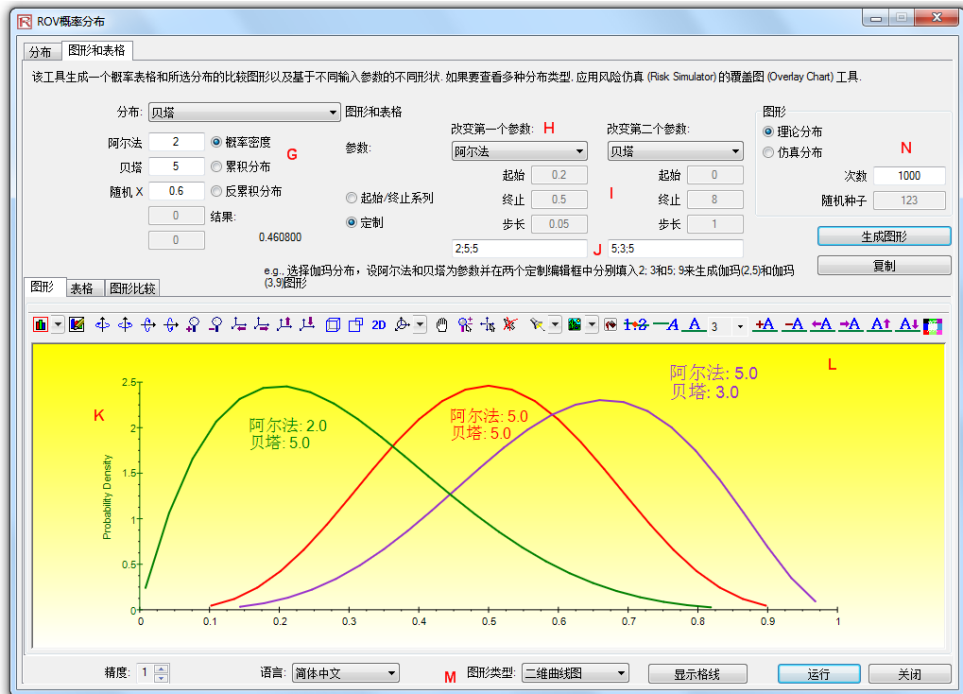 ROV概率分布
分布 图形和表格
该工具生成一个概率表格和所选分布的比较图形以及基于不同输入参数的不同形状. 如果要查看多种分布类型. 应用风险仿真 (Risk Simulator) 的覆盖图 (Overlay Chart) 工具.
分布: 贝塔 图形和表格 图形
改变第一个参数: H 改变第二个参数:
阿尔法 2 概率密度 G 参数: 阿尔法 贝塔 理论分布
贝塔 5 累积分布 起始 0.2 I 起始 0 仿真分布 N
随机 X 0.6 反累积分布 起始/终止系列 终止 0.5 终止 8 次数 1000
0 结果: 定制 步长 0.05 步长 1 随机种子 123
0 0.460800 2;5;5 J 5;3;5 生成图形
e.g., 选择伽玛分布，设阿尔法和贝塔为参数并在两个定制编辑框中分别填入2; 3和5; 9来生成伽玛(2,5)和伽玛
(3,9)图形
复制
图形 表格 图形比较
2D 1+2 A A 3 +A -A A A A A
L
K
阿尔法: 5.0
贝塔: 3.0
阿尔法: 2.0
贝塔: 5.0
阿尔法: 5.0
贝塔: 5.0
Probability Density
2.5
2
1.5
1
0.5
0
0 0.1 0.2 0.3 0.4 0.5 0.6 0.7 0.8 0.9 1
精度: 1 语言: 简体中文 M 图形类型: 二维曲线图 显示格线 运行 关闭